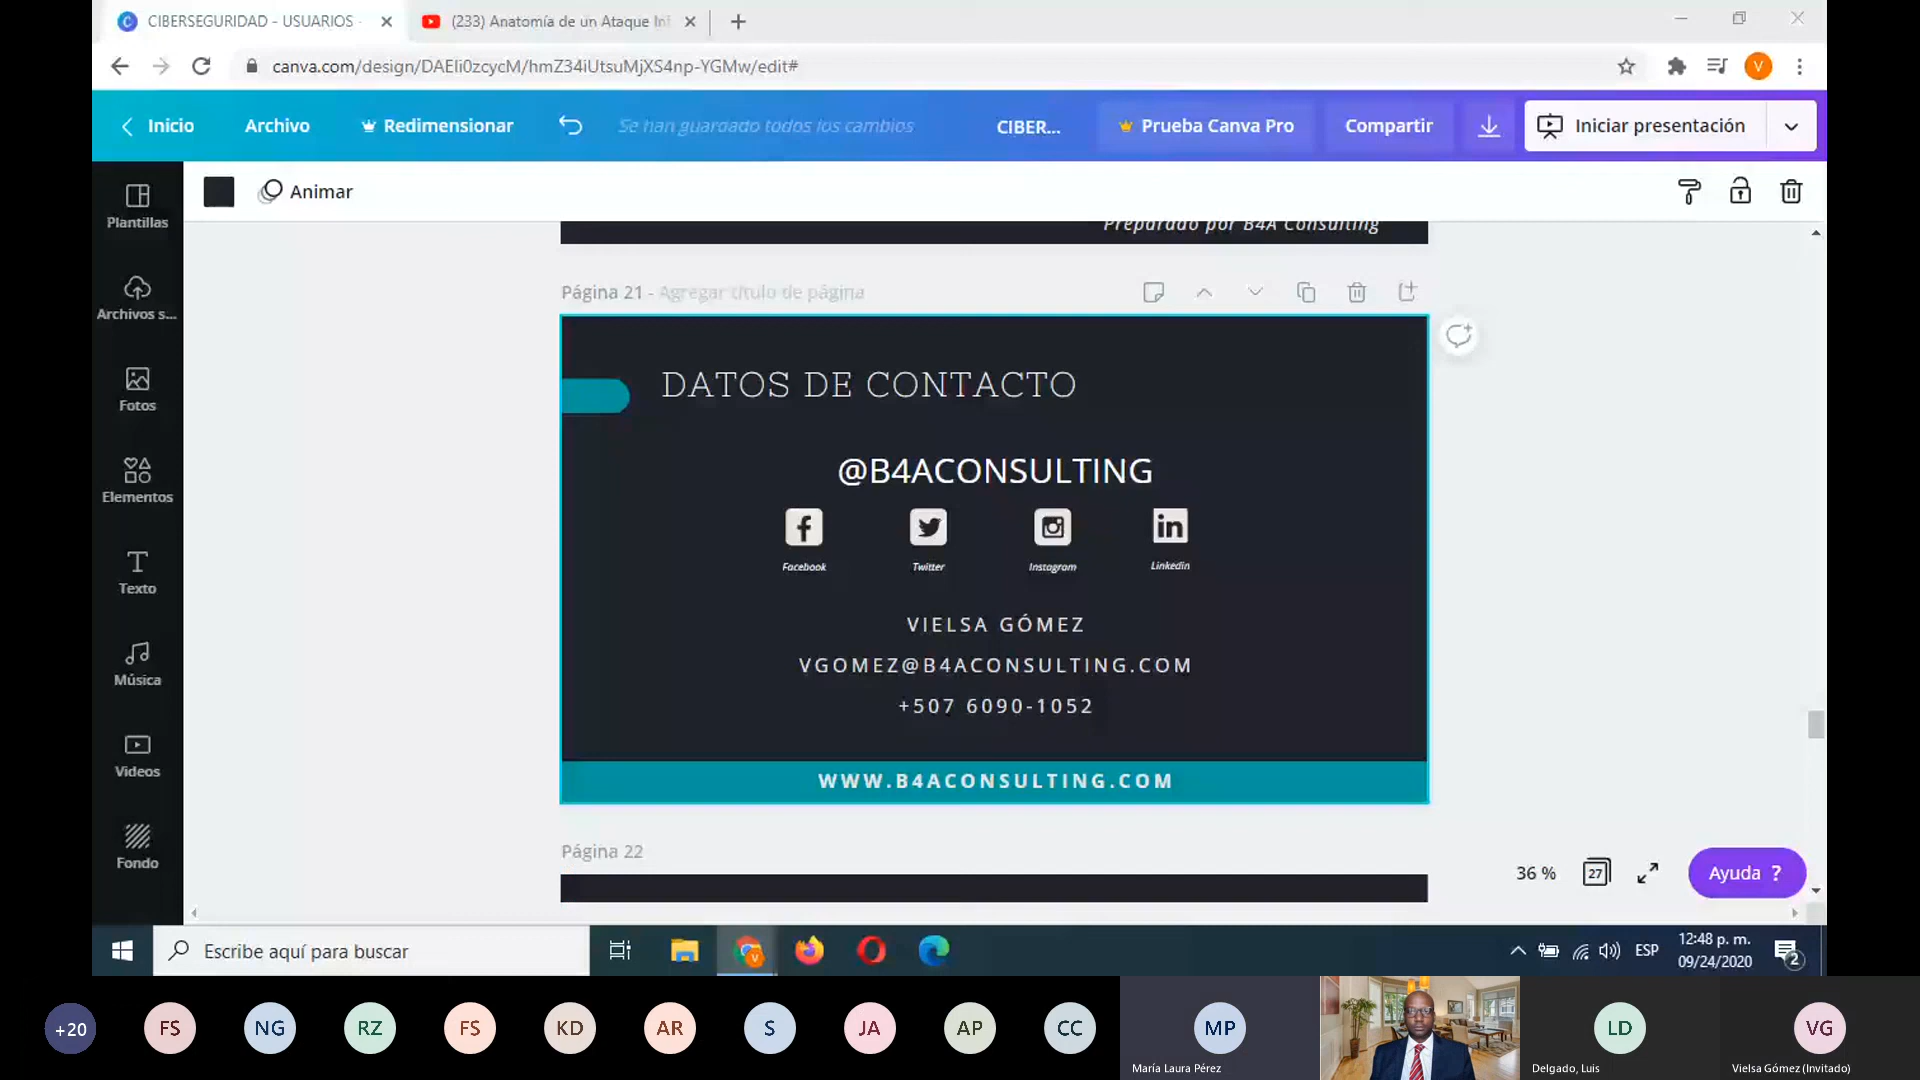 CIBERSEGURIDAD - USUARIOS -
(233) Anatomía de un Ataque In
canva.com/design/DAEli0zcycM/hmZ34iUtsuMjXS4np-YGMw/edit#
V
Inicio
Archivo
Redimensionar
Se han guardado todos los cambios
CIBER...
Prueba Canva Pro
Compartir
Iniciar presentación
Animar
Plantillas
Archivos s...
Fotos
Elementos
Texto
Música
Videos
Fondo
Preparado por B4A Consulting
Página 21 - Agregar título de página
DATOS DE CONTACTO
@B4ACONSULTING
Facebook
Twitter
Instagram
Linkedin
VIELSA GÓMEZ
VGOMEZ@B4ACONSULTING.COM
+507 6090-1052
WWW.B4ACONSULTING.COM
Página 22
36 %
27
Ayuda ?
Escribe aquí para buscar
ESP
12:48 p. m.
09/24/2020
2
+20
FS
NG
RZ
FS
KD
AR
S
JA
AP
CC
MP
María Laura Pérez
LD
Delgado, Luis
VG
Vielsa Gómez (Invitado)